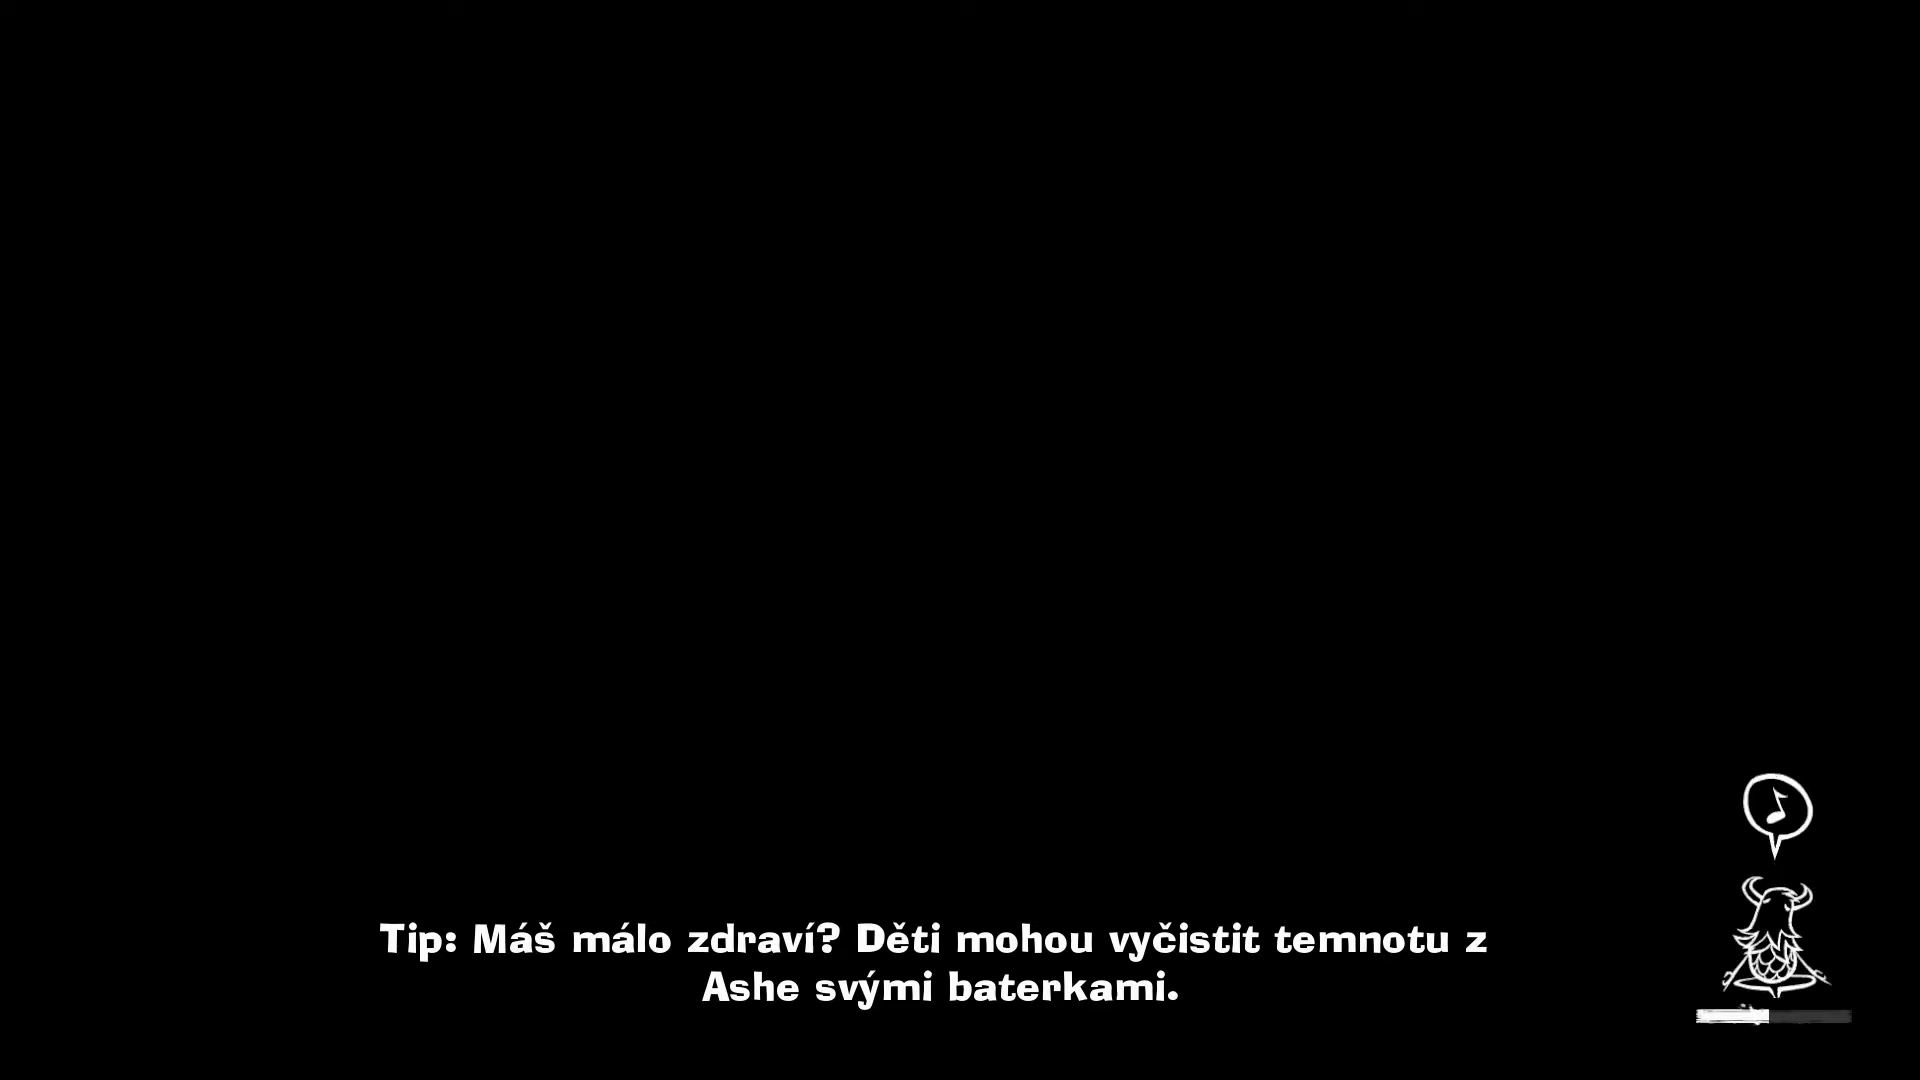 Tip: Máš málo zdraví? Děti mohou vyčistit temnotu z
Ashe svými baterkami.